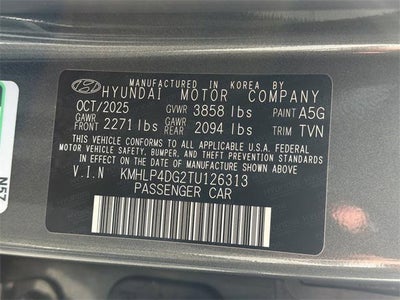 MANUFACTURED IN KOREA BY
HYUNDAI MOTOR COMPANY
OCT/2025 GVWR 3858 lbs PAINT A5G
GAWR FRONT 2271 lbs GAWR REAR 2094 lbs TRIM TVN
THIS VEHICLE CONFORMS TO ALL APPLICABLE U.S.A. FEDERAL
MOTOR VEHICLE SAFETY, BUMPER, AND THEFT PREVENTION
STANDARDS IN EFFECT ON THE DATE OF MANUFACTURE SHOWN ABOVE
V.I.N KMHLP4DG2TU126313
PASSENGER CAR
N57